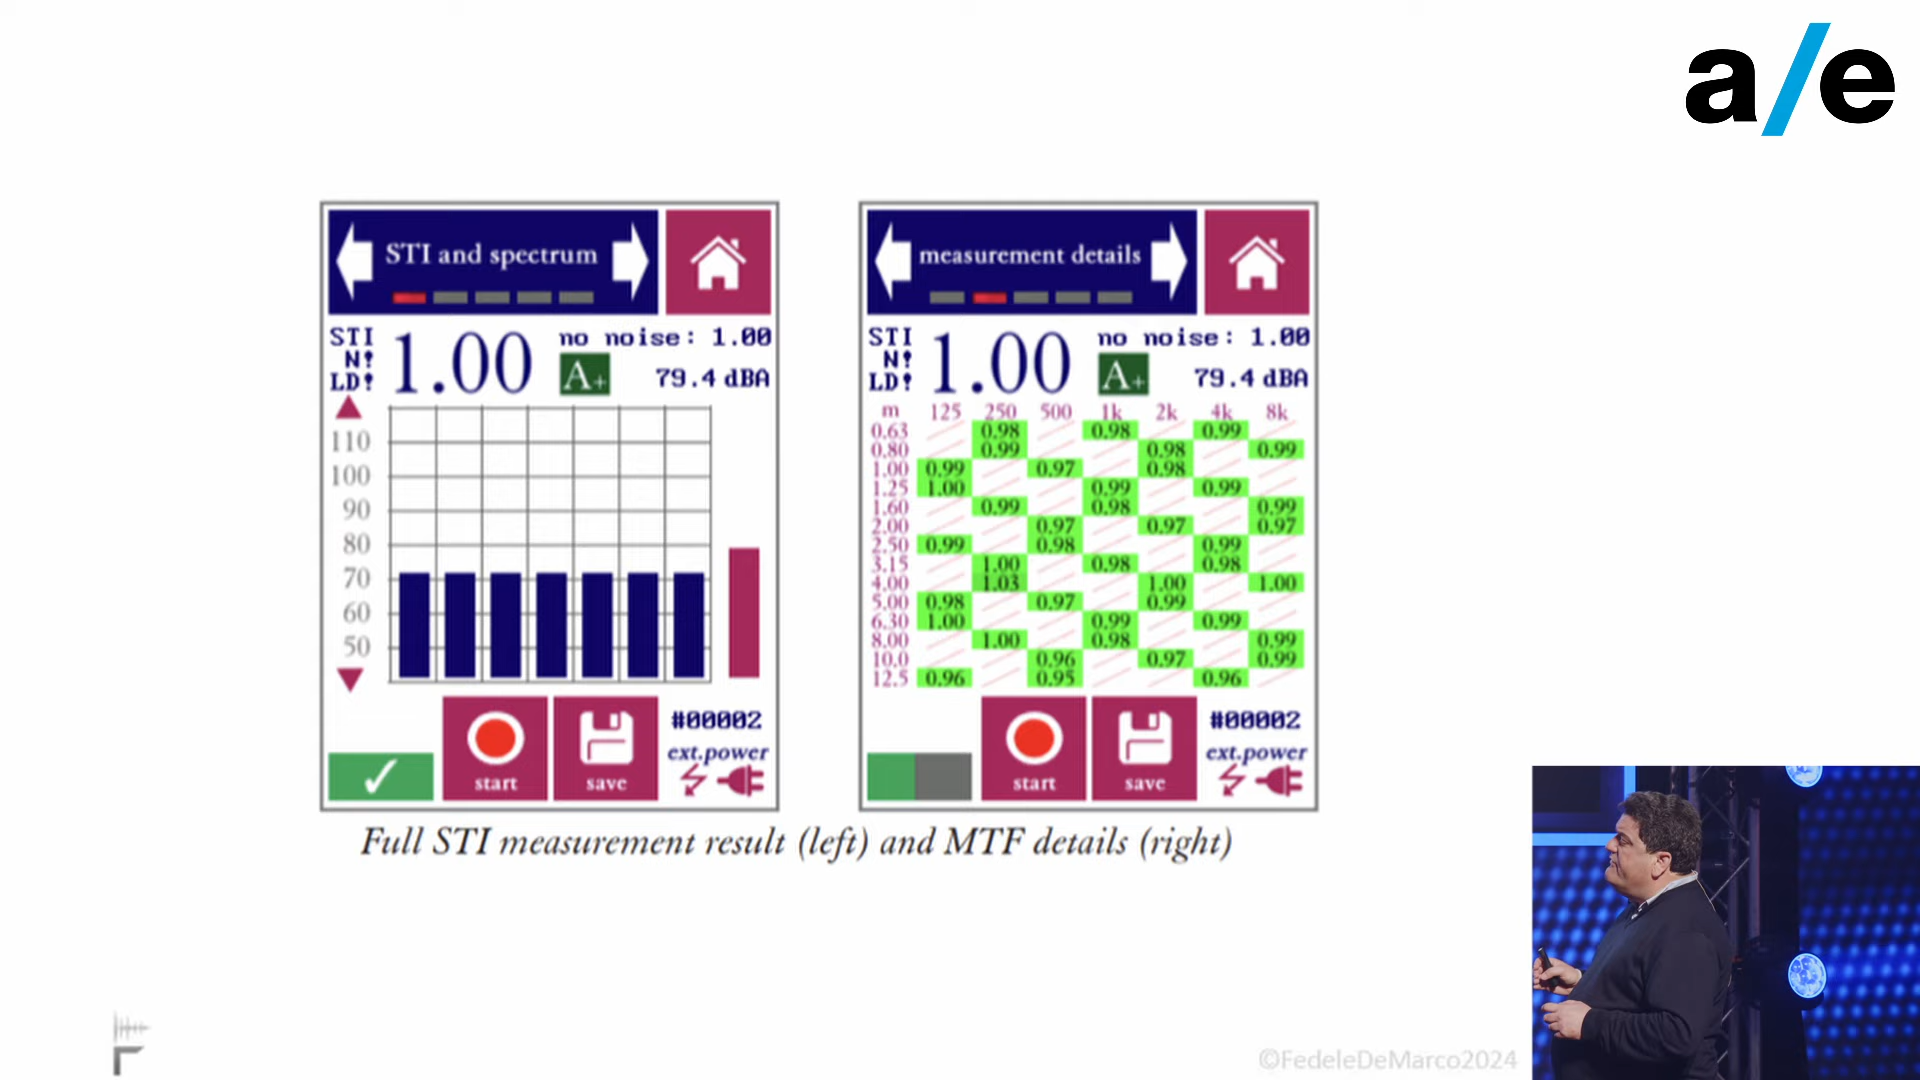 a/e
STI and spectrum
STI
N!
LD!
1.00
no noise: 1.00
A+
79.4 dBA
110
100
90
80
70
60
50
start
save
#00002
ext.power
measurement details
STI
N!
LD!
1.00
no noise: 1.00
A+
79.4 dBA
m 125 250 500 1k 2k 4k 8k
0.63 0.98 0.98 0.99
0.80 0.99 0.98 0.99
1.00 0.99 0.97 0.98
1.25 1.00 0.99 0.99
1.60 0.99 0.98 0.99
2.00 0.97 0.97 0.97
2.50 0.99 0.98 0.99
3.15 1.00 0.98 0.98
4.00 1.03 1.00 1.00
5.00 0.98 0.97 0.99
6.30 1.00 0.99 0.99
8.00 1.00 0.98 0.99
10.0 0.96 0.97 0.99
12.5 0.96 0.95 0.96
start
save
#00002
ext.power
Full STI measurement result (left) and MTF details (right)
©FedeleDeMarco2024